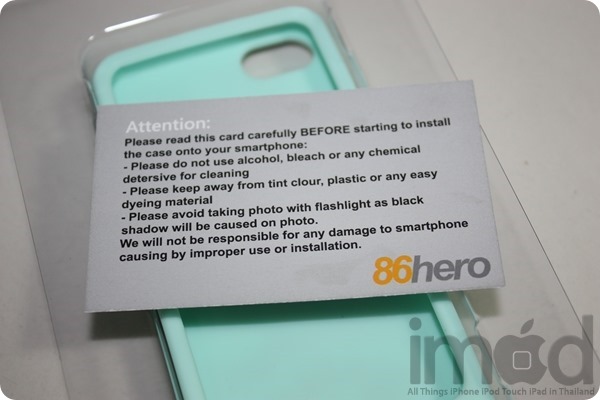 Attention:
Please read this card carefully BEFORE starting to install
the case onto your smartphone:
- Please do not use alcohol, bleach or any chemical
detersive for cleaning
- Please keep away from tint clour, plastic or any easy
dyeing material
- Please avoid taking photo with flashlight as black
shadow will be caused on photo.
We will not be responsible for any damage to smartphone
causing by improper use or installation.
86hero
imod
All Things iPhone iPod Touch iPad in Thailand